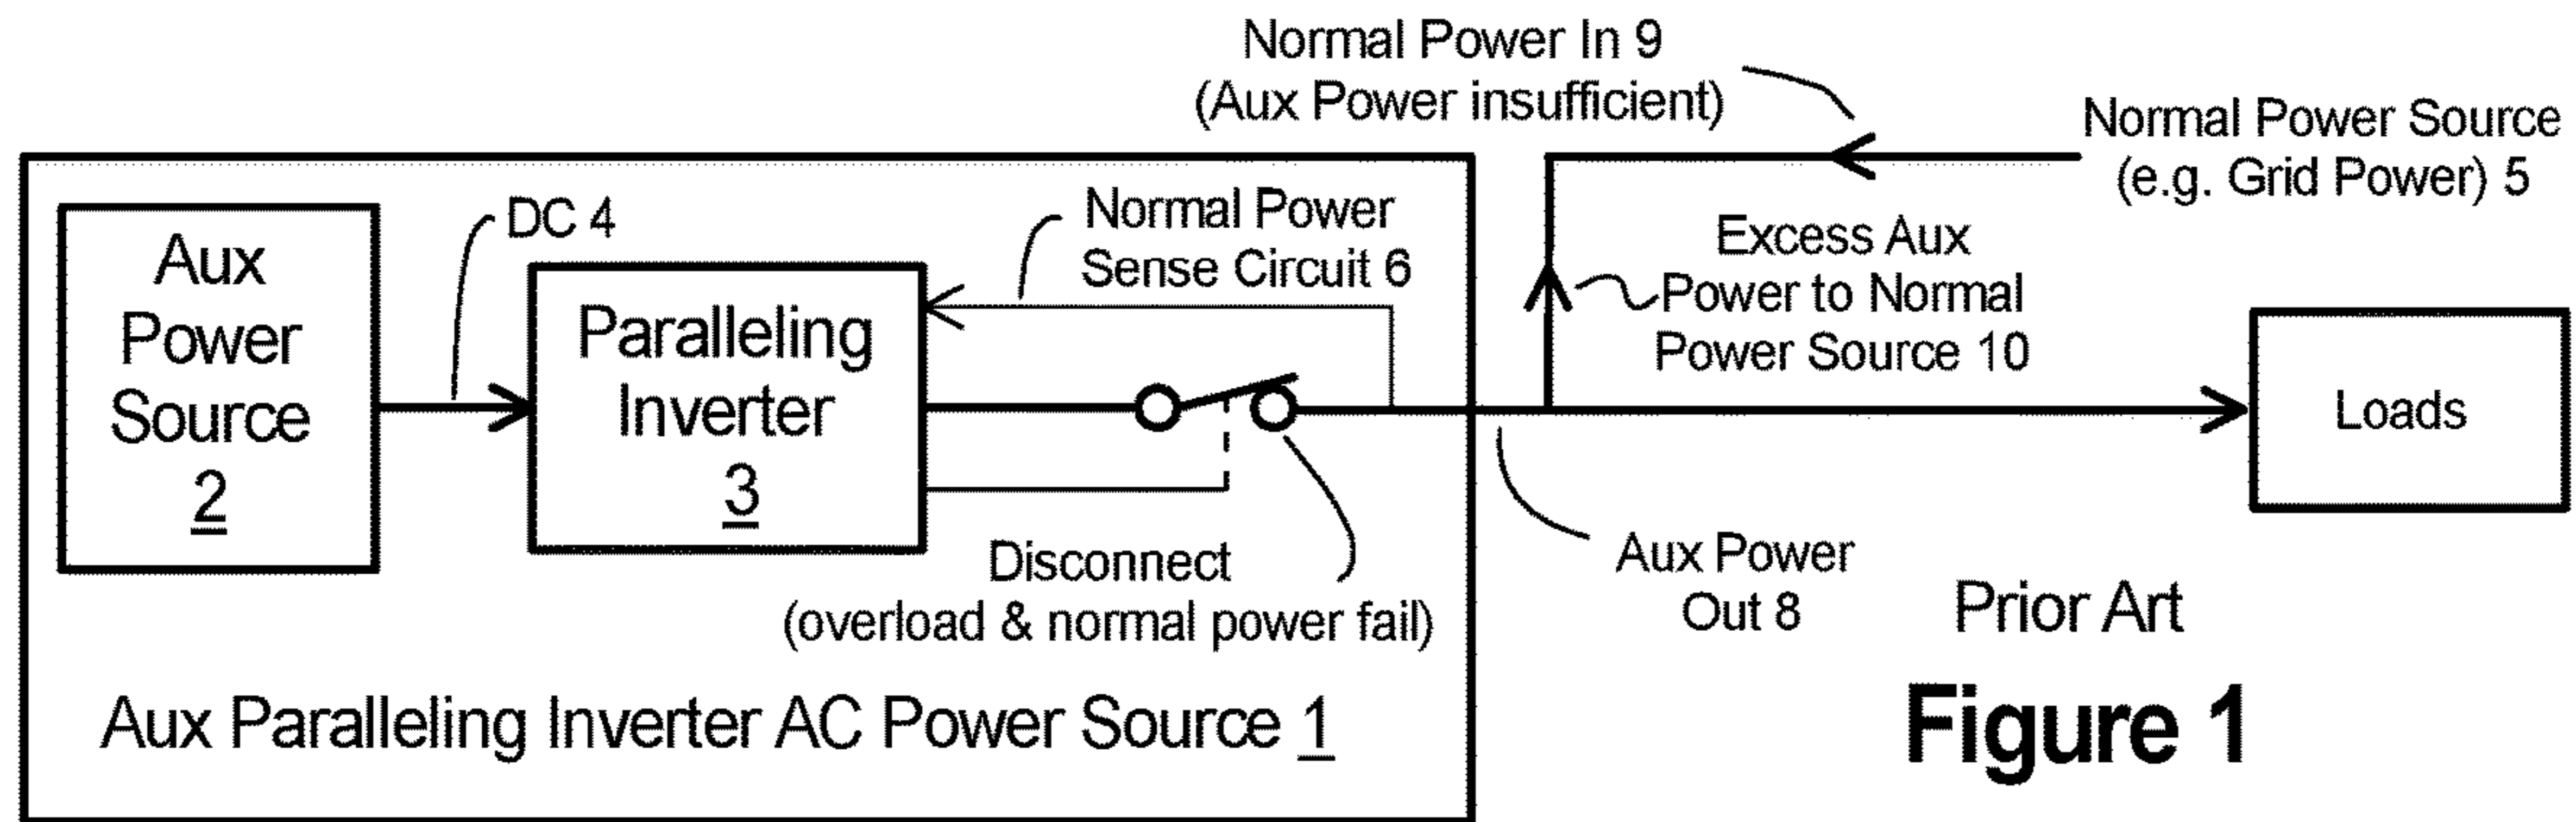 Normal Power In 9
(Aux Power insufficient)
Normal Power Source
(e.g. Grid Power) 5
DC 4
Normal Power
Sense Circuit 6
Excess Aux
Power to Normal
Power Source 10
Aux
Power
Source
2
Paralleling
Inverter
3
Loads
Disconnect
(overload & normal power fail)
Aux Power
Out 8
Aux Paralleling Inverter AC Power Source 1
Prior Art
Figure 1